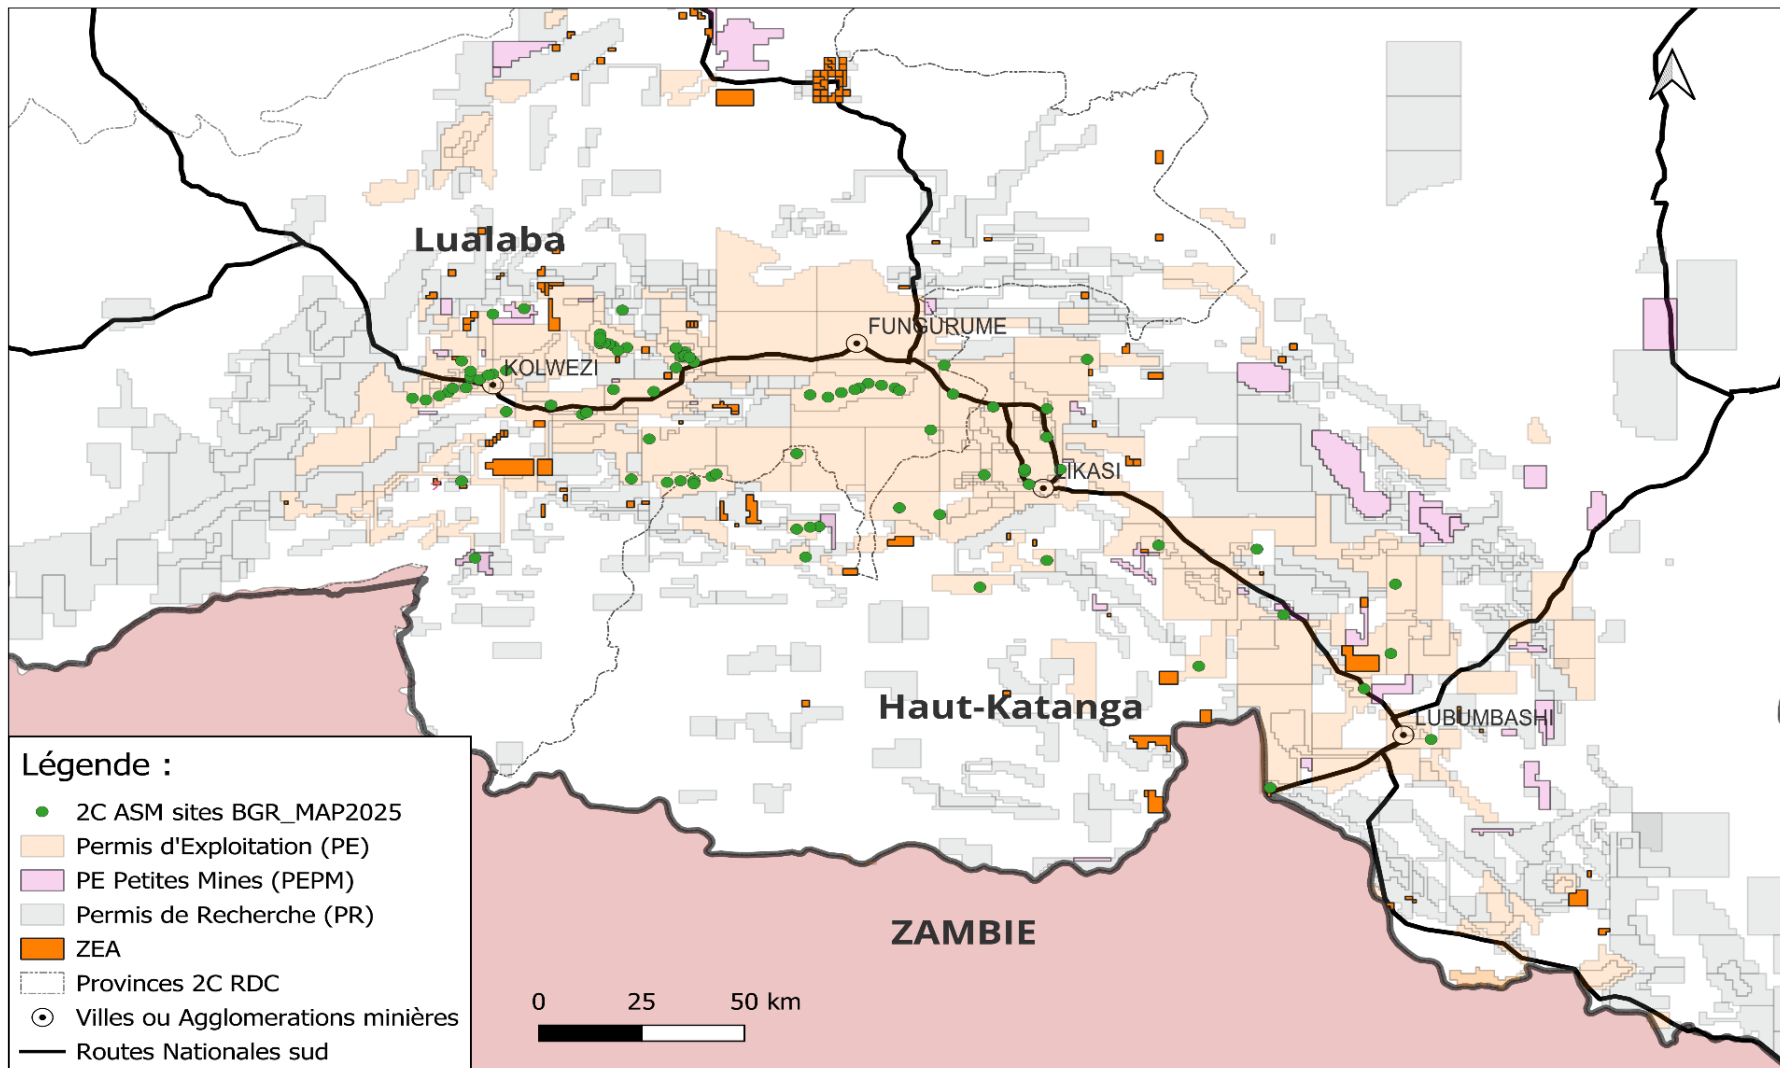 Lualaba
FUNGURUME
KOLWEZI
LIKASI
Haut-Katanga
LUBUMBASHI
ZAMBIE
Légende :
2C ASM sites BGR_MAP2025
Permis d'Exploitation (PE)
PE Petites Mines (PEPM)
Permis de Recherche (PR)
ZEA
Provinces 2C RDC
Villes ou Agglomerations minières
Routes Nationales sud
0 25 50 km